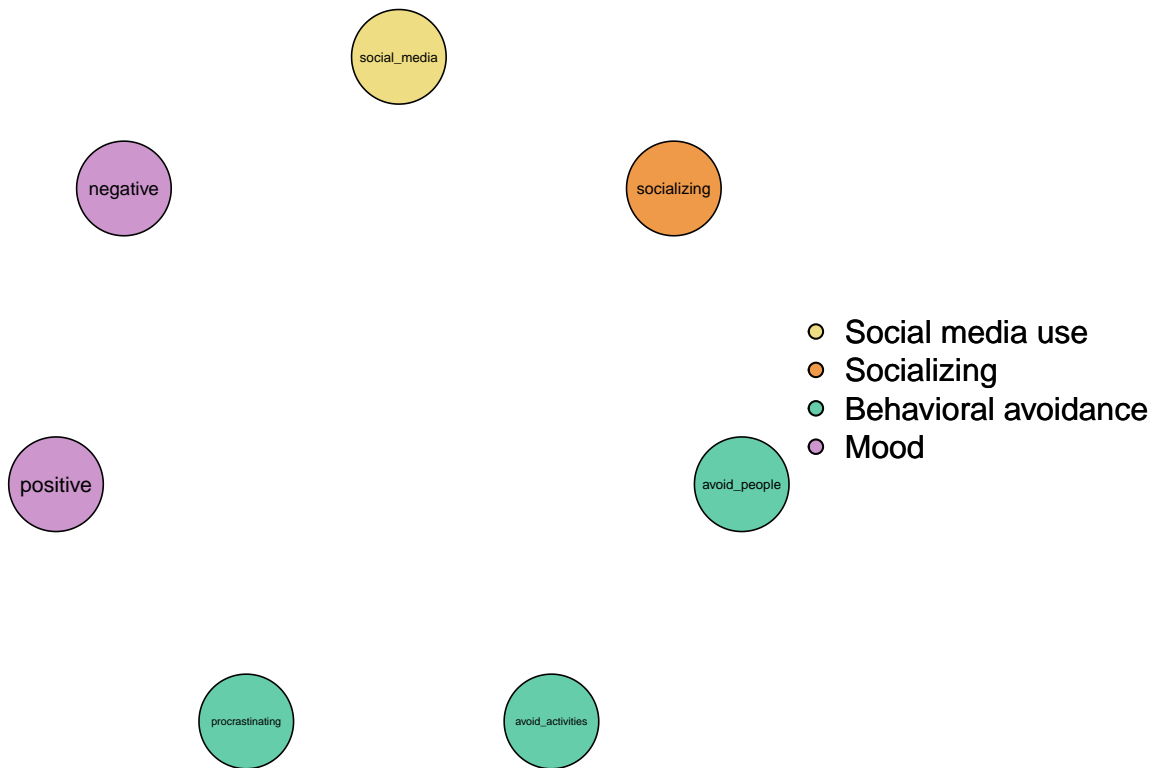 social_media
negative
socializing
Social media use
Socializing
Behavioral avoidance
Mood
positive
avoid_people
procrastinating
avoid_activities